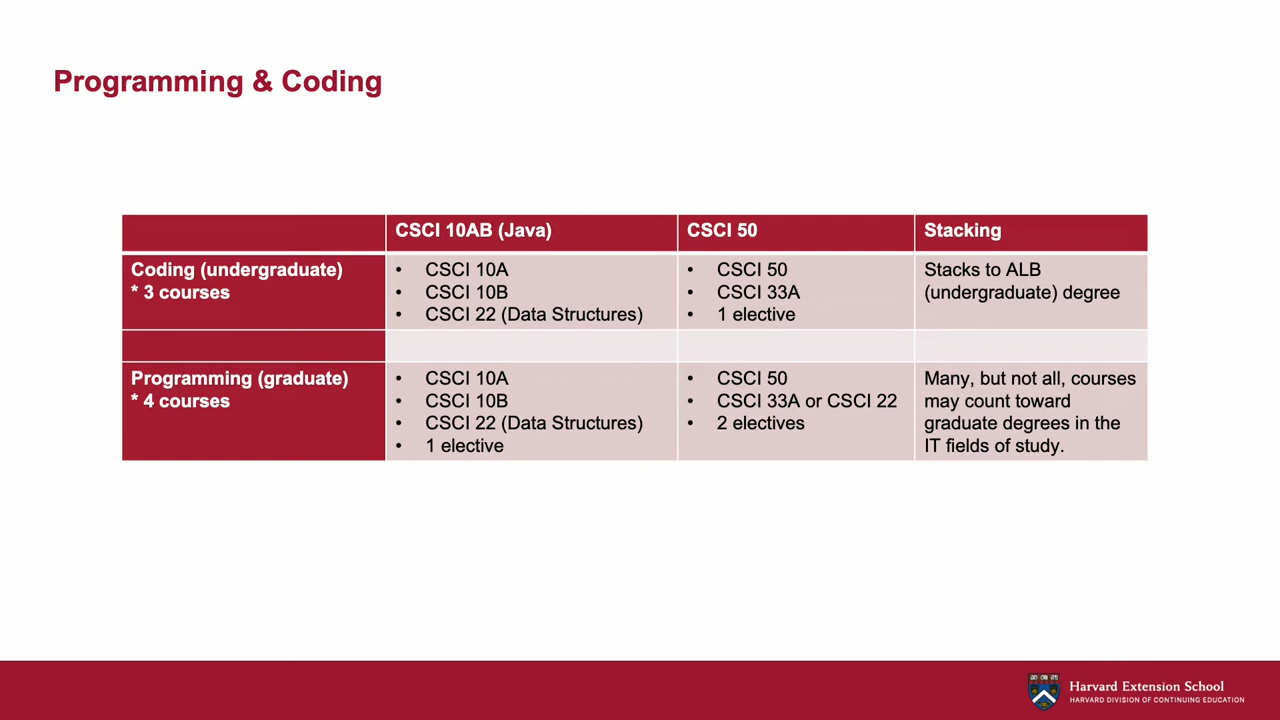 Programming & Coding
CSCI 10AB (Java)
CSCI 50
Stacking
Coding (undergraduate)
* 3 courses
• CSCI 10A
• CSCI 10B
• CSCI 22 (Data Structures)
• CSCI 50
• CSCI 33A
• 1 elective
Stacks to ALB
(undergraduate) degree
Programming (graduate)
* 4 courses
• CSCI 10A
• CSCI 10B
• CSCI 22 (Data Structures)
• 1 elective
• CSCI 50
• CSCI 33A or CSCI 22
• 2 electives
Many, but not all, courses
may count toward
graduate degrees in the
IT fields of study.
Harvard Extension School
HARVARD DIVISION OF CONTINUING EDUCATION